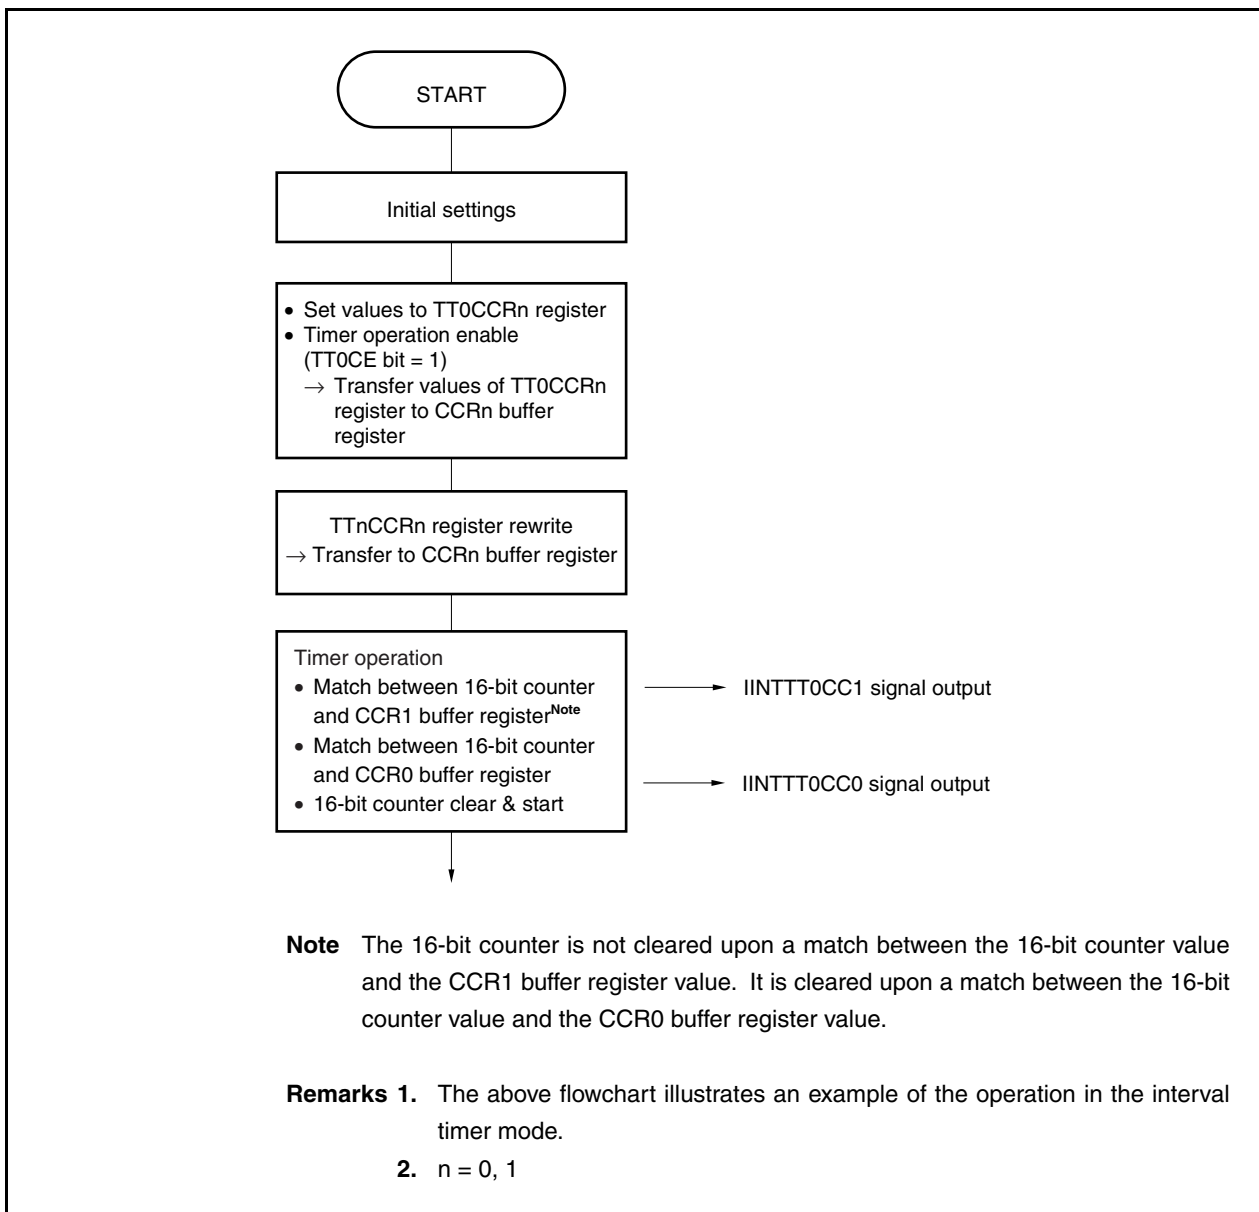 START
Initial settings
• Set values to TT0CCRn register
• Timer operation enable
(TT0CE bit = 1)
→ Transfer values of TT0CCRn
register to CCRn buffer
register
TTnCCRn register rewrite
→ Transfer to CCRn buffer register
Timer operation
• Match between 16-bit counter
and CCR1 buffer registerNote
IINTTT0CC1 signal output
• Match between 16-bit counter
and CCR0 buffer register
IINTTT0CC0 signal output
• 16-bit counter clear & start
Note The 16-bit counter is not cleared upon a match between the 16-bit counter value
and the CCR1 buffer register value. It is cleared upon a match between the 16-bit
counter value and the CCR0 buffer register value.
Remarks 1. The above flowchart illustrates an example of the operation in the interval
timer mode.
2. n = 0, 1